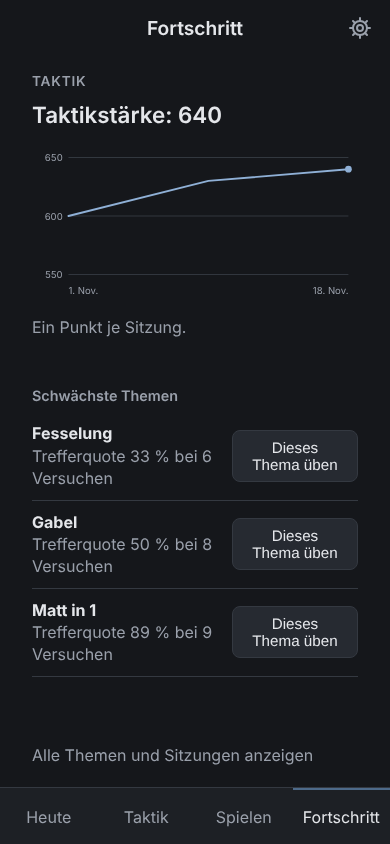 Fortschritt
TAKTIK
Taktikstärke: 640
650
600
550
1. Nov.
18. Nov.
Ein Punkt je Sitzung.
Schwächste Themen
Fesselung
Trefferquote 33 % bei 6
Versuchen
Dieses
Thema üben
Gabel
Trefferquote 50 % bei 8
Versuchen
Dieses
Thema üben
Matt in 1
Trefferquote 89 % bei 9
Versuchen
Dieses
Thema üben
Alle Themen und Sitzungen anzeigen
Heute
Taktik
Spielen
Fortschritt